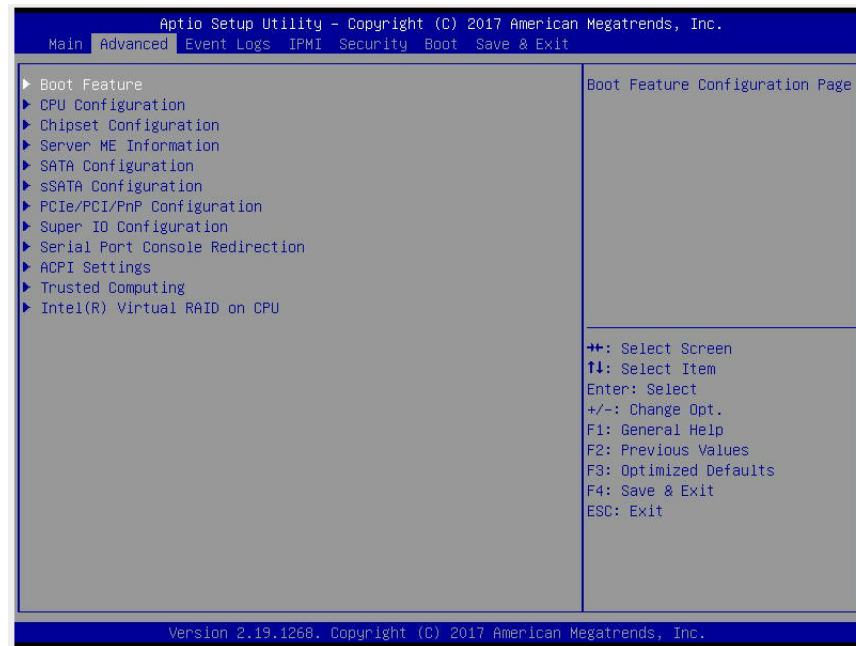 Aptio Setup Utility – Copyright (C) 2017 American Megatrends, Inc.
Main Advanced Event Logs IPMI Security Boot Save & Exit
▶ Boot Feature
▶ CPU Configuration
▶ Chipset Configuration
▶ Server ME Information
▶ SATA Configuration
▶ sSATA Configuration
▶ PCIe/PCI/PnP Configuration
▶ Super IO Configuration
▶ Serial Port Console Redirection
▶ ACPI Settings
▶ Trusted Computing
▶ Intel(R) Virtual RAID on CPU
Boot Feature Configuration Page
→←: Select Screen
↑↓: Select Item
Enter: Select
+/-: Change Opt.
F1: General Help
F2: Previous Values
F3: Optimized Defaults
F4: Save & Exit
ESC: Exit
Version 2.19.1268. Copyright (C) 2017 American Megatrends, Inc.